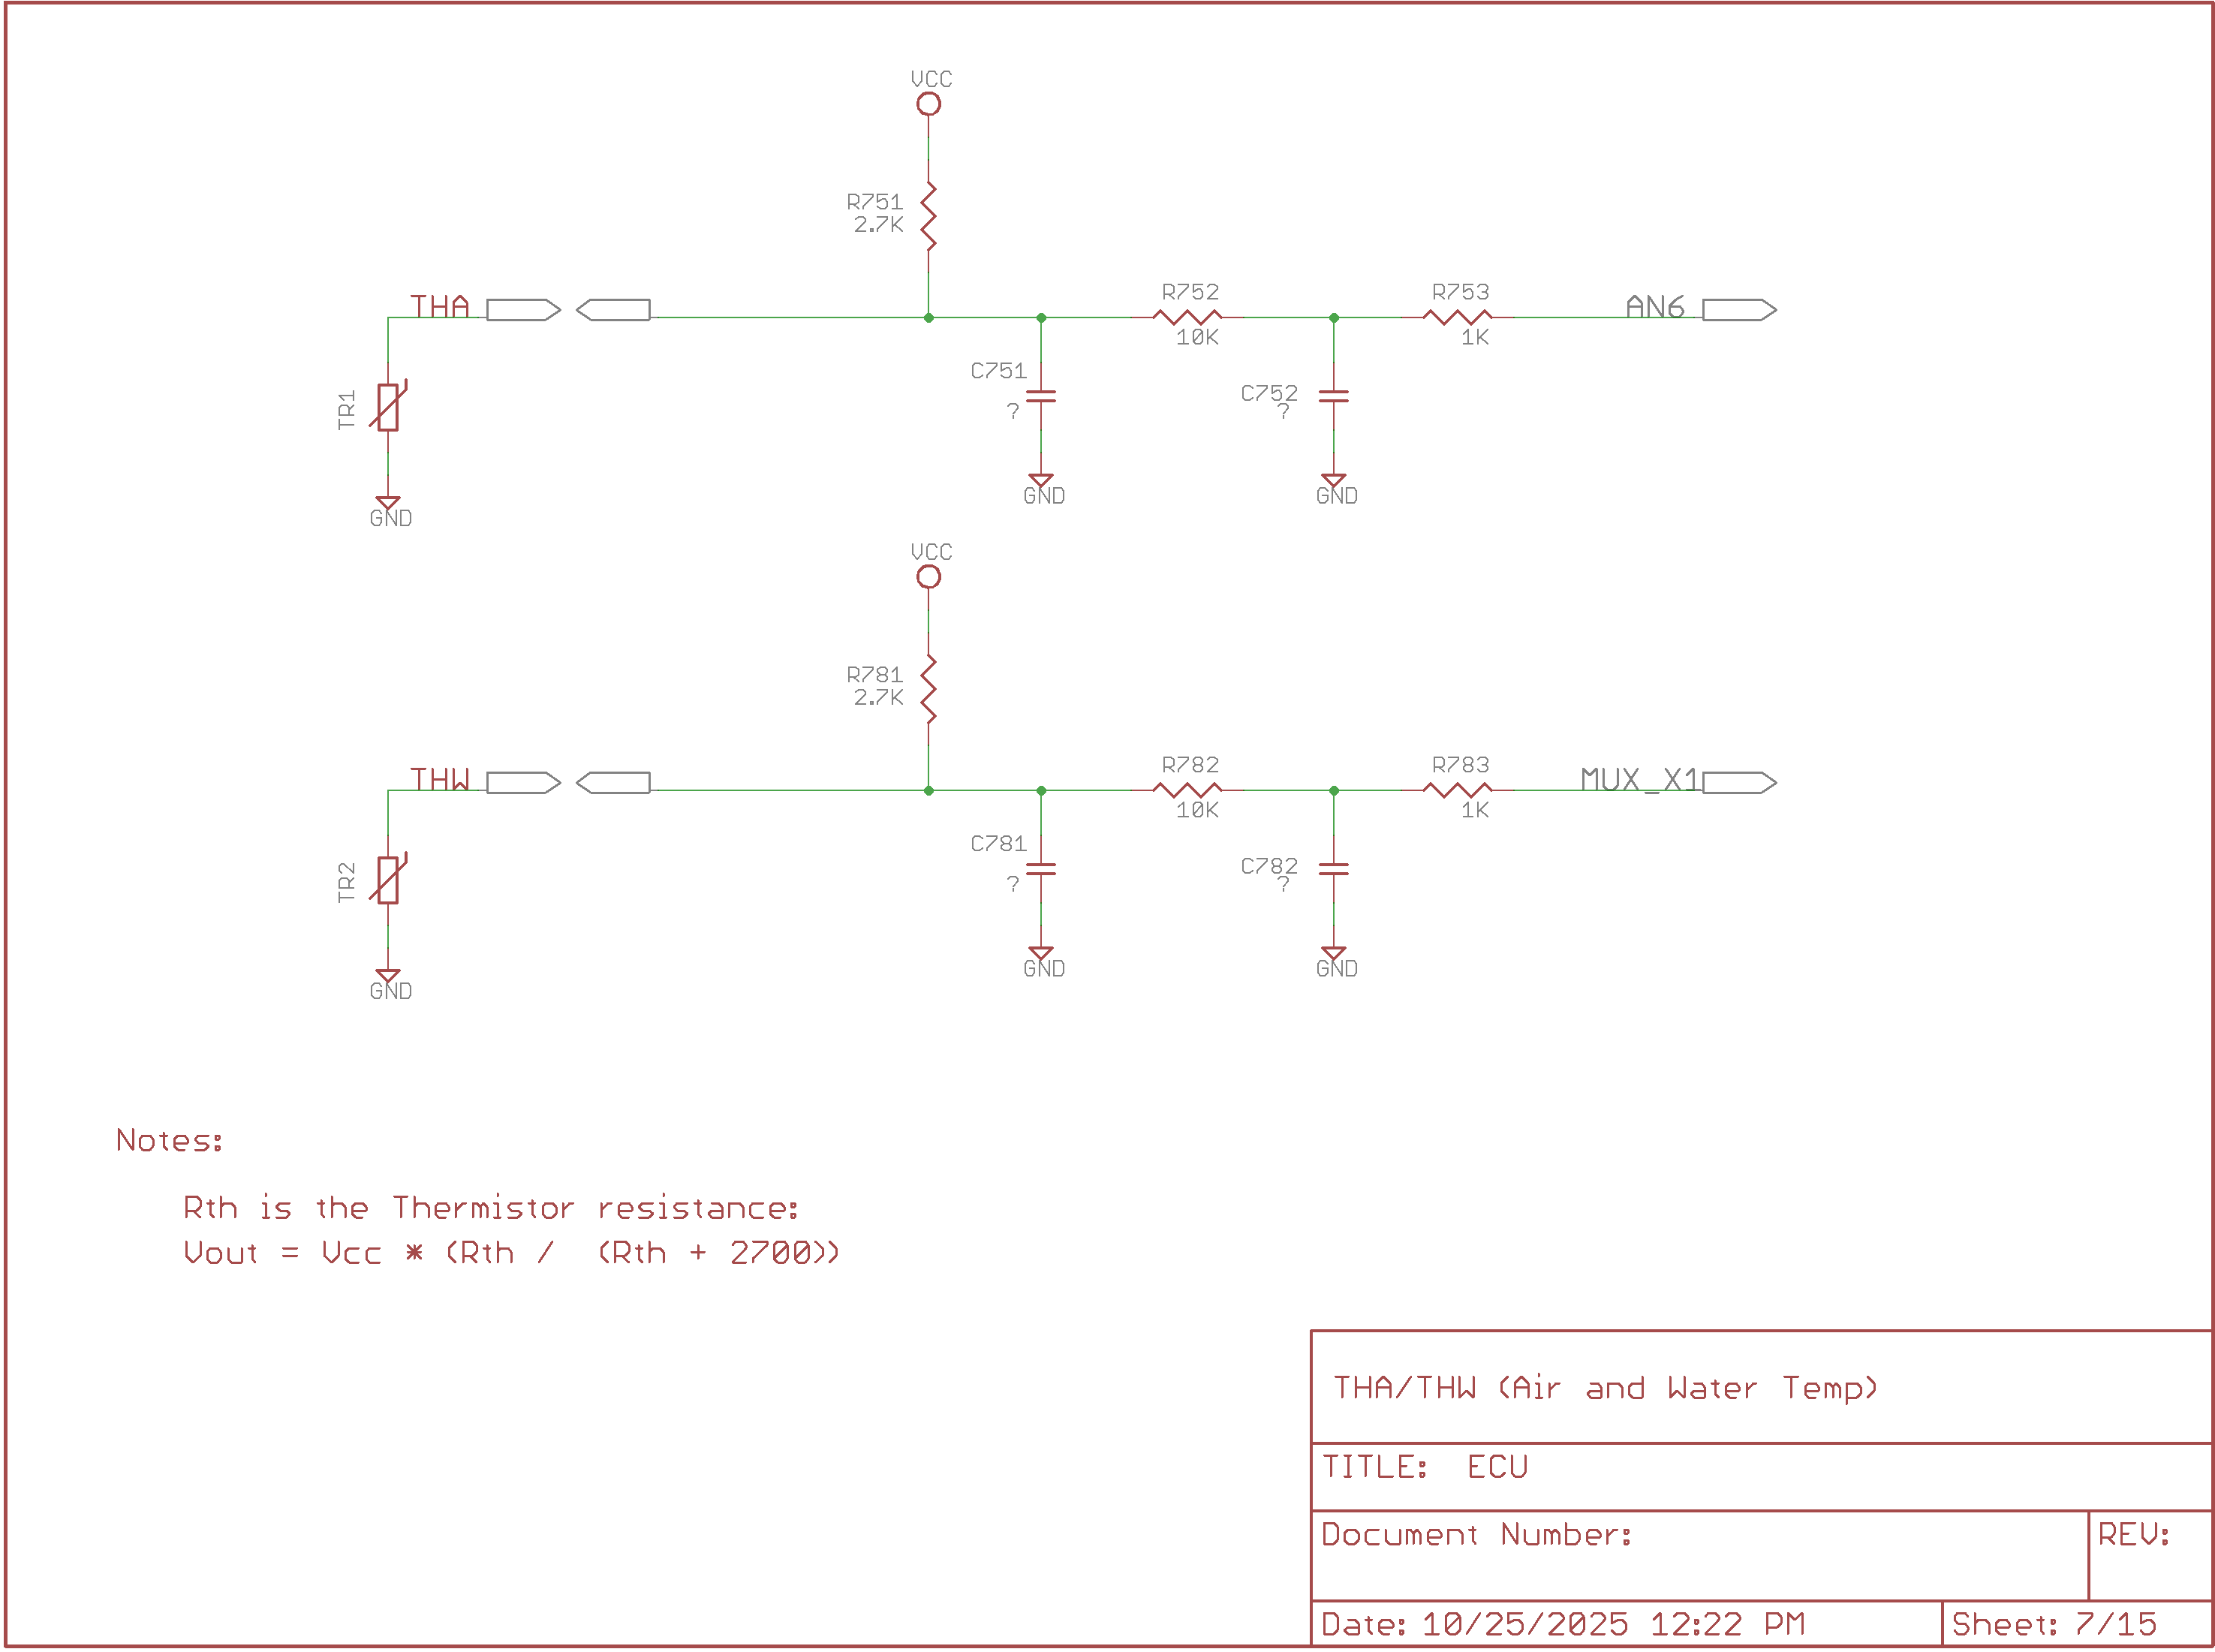 VCC
R751
2.7K
THA
R752
10K
R753
1K
AN6
TR1
C751
?
C752
?
GND
GND
GND
VCC
R781
2.7K
THW
R782
10K
R783
1K
MUX_X1
TR2
C781
?
C782
?
GND
GND
GND
Notes:
Rth is the Thermistor resistance:
Vout = Vcc * (Rth / (Rth + 2700))
THA/THW (Air and Water Temp)
TITLE: ECU
Document Number:
REV:
Date: 10/25/2025 12:22 PM
Sheet: 7/15